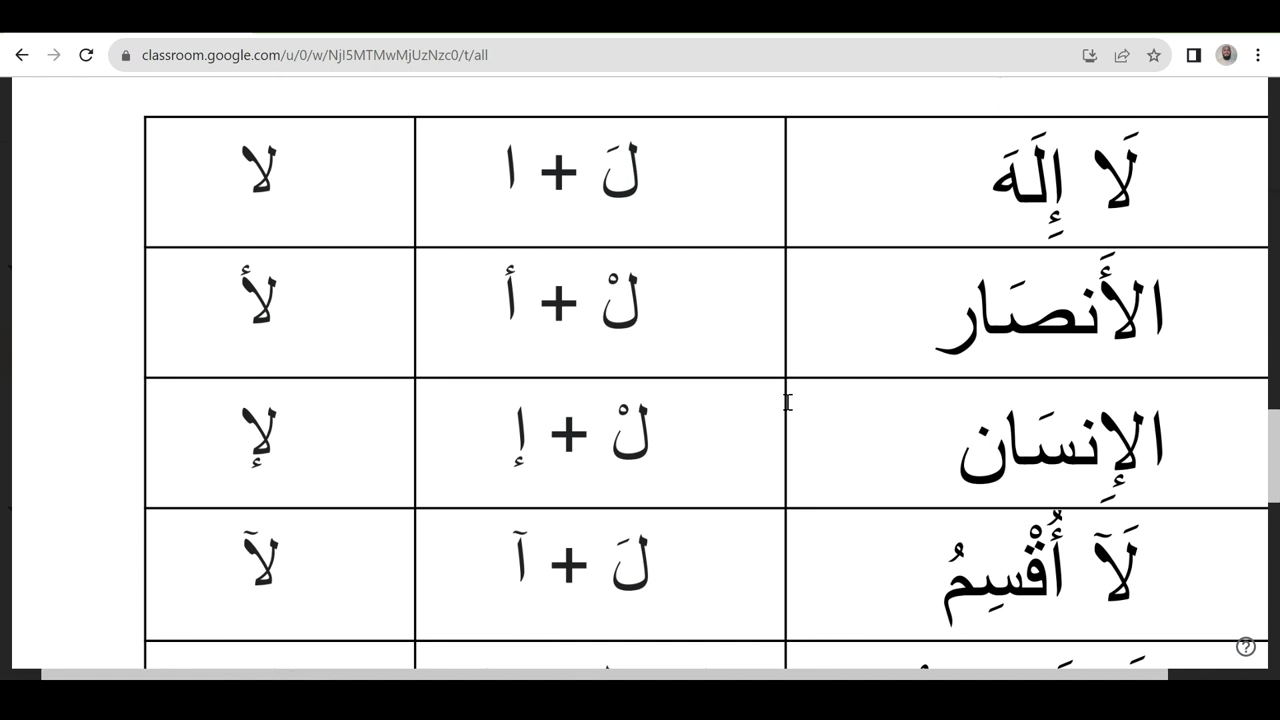 classroom.google.com/u/0/w/NjI5MTMwMjUzNzc0/t/all
لَا إِلَهَ
لَ + ا
لا
الأَنصَار
لْ + أ
لأ
الإِنسَان
لْ + إ
لإ
لَآ أُقْسِمُ
لَ + آ
لآ